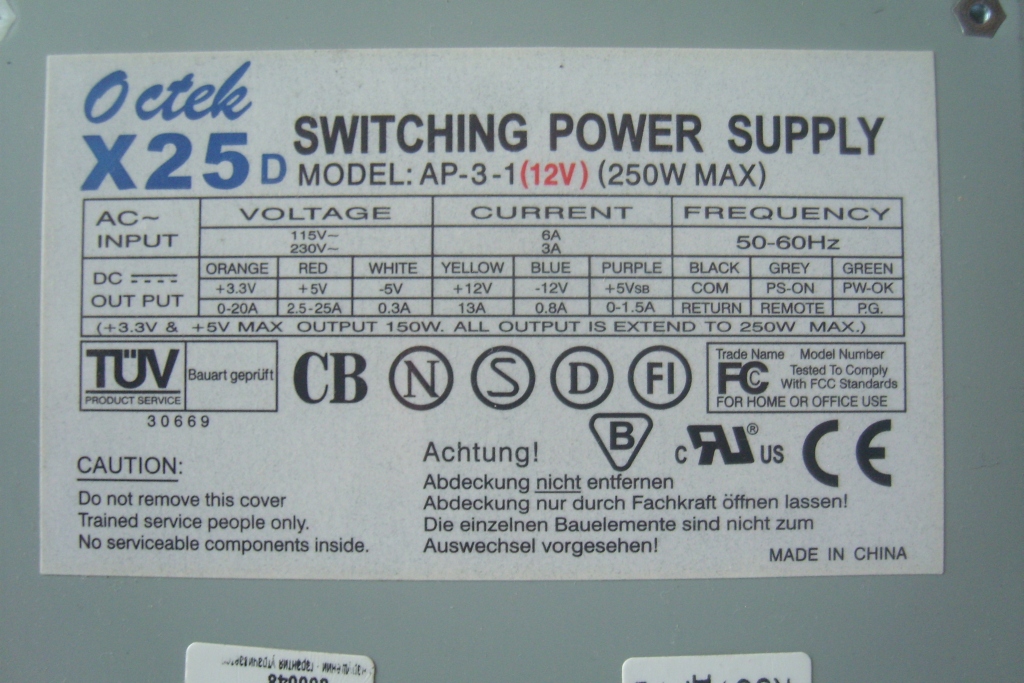 Octek
X25D
SWITCHING POWER SUPPLY
MODEL: AP-3-1(12V) (250W MAX)
AC~ INPUT VOLTAGE CURRENT FREQUENCY
115V~ 6A
230V~ 3A
50-60Hz
DC OUT PUT ORANGE RED WHITE YELLOW BLUE PURPLE BLACK GREY GREEN
+3.3V +5V -5V +12V -12V +5VSB COM PS-ON PW-OK
0-20A 2.5-25A 0.3A 13A 0.8A 0-1.5A RETURN REMOTE P.G.
(+3.3V & +5V MAX OUTPUT 150W. ALL OUTPUT IS EXTEND TO 250W MAX.)
TÜV
PRODUCT SERVICE
Bauart geprüft
30669
CB N S D FI
Trade Name Model Number
FC Tested To Comply
With FCC Standards
FOR HOME OR OFFICE USE
B
c RU® US CE
CAUTION:
Do not remove this cover
Trained service people only.
No serviceable components inside.
Achtung!
Abdeckung nicht entfernen
Abdeckung nur durch Fachkraft öffnen lassen!
Die einzelnen Bauelemente sind nicht zum
Auswechsel vorgesehen!
MADE IN CHINA